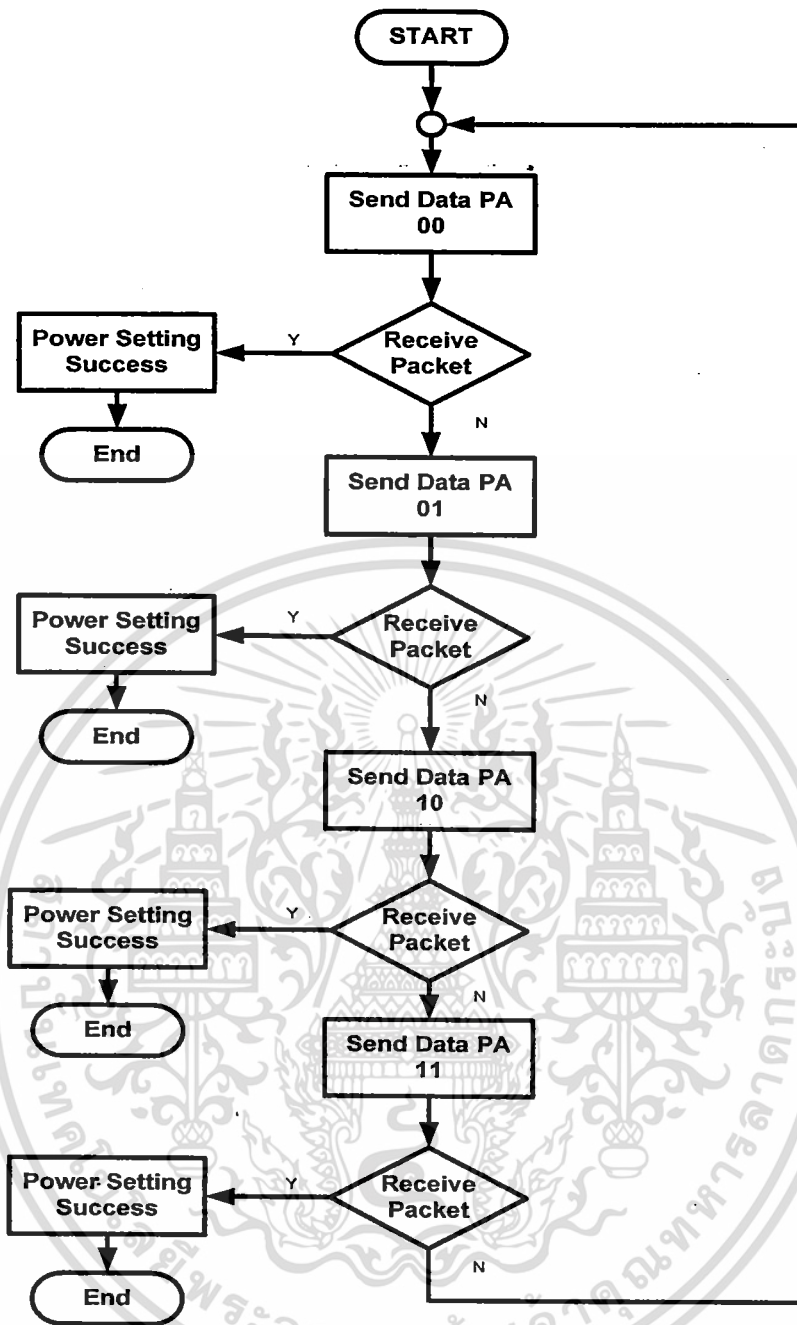 START
Send Data PA
00
Receive
Packet
Y
Power Setting
Success
End
N
Send Data PA
01
Receive
Packet
Y
Power Setting
Success
End
N
Send Data PA
10
Receive
Packet
Y
Power Setting
Success
End
N
Send Data PA
11
Receive
Packet
Y
Power Setting
Success
End
N